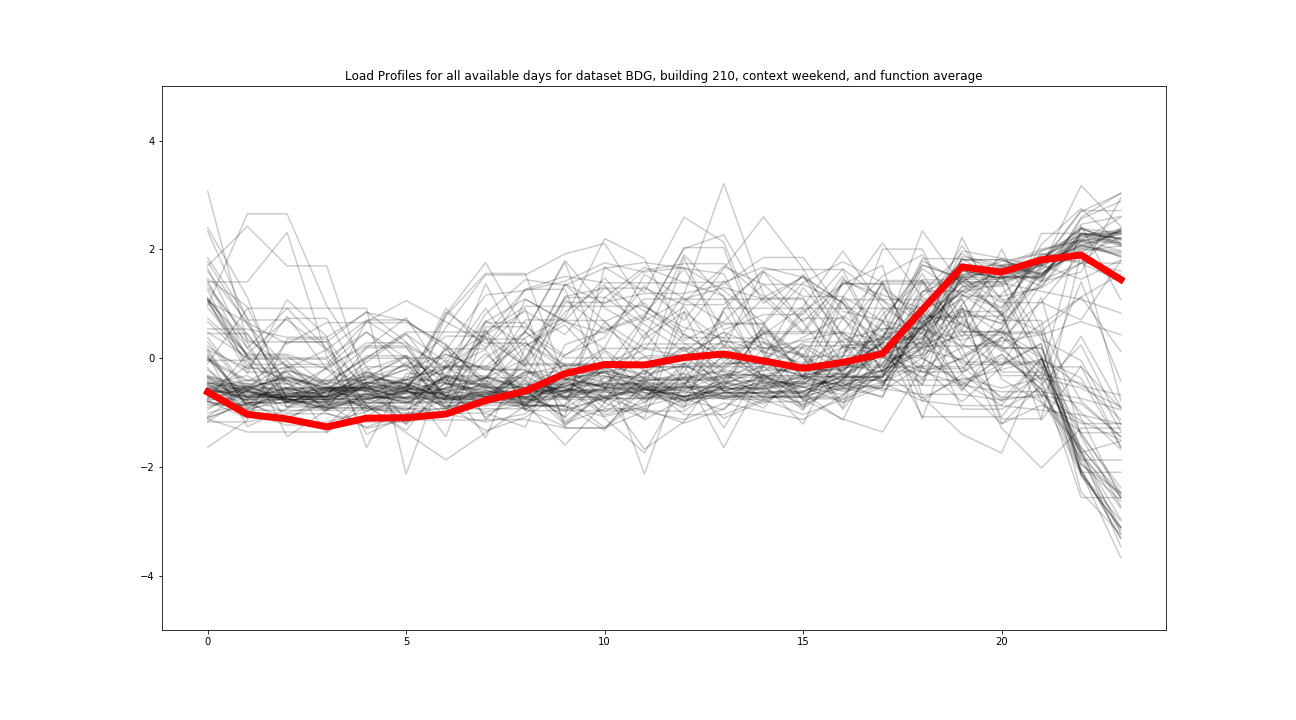 Load Profiles for all available days for dataset BDG, building 210, context weekend, and function average
4
2
0
−2
−4
0 5 10 15 20